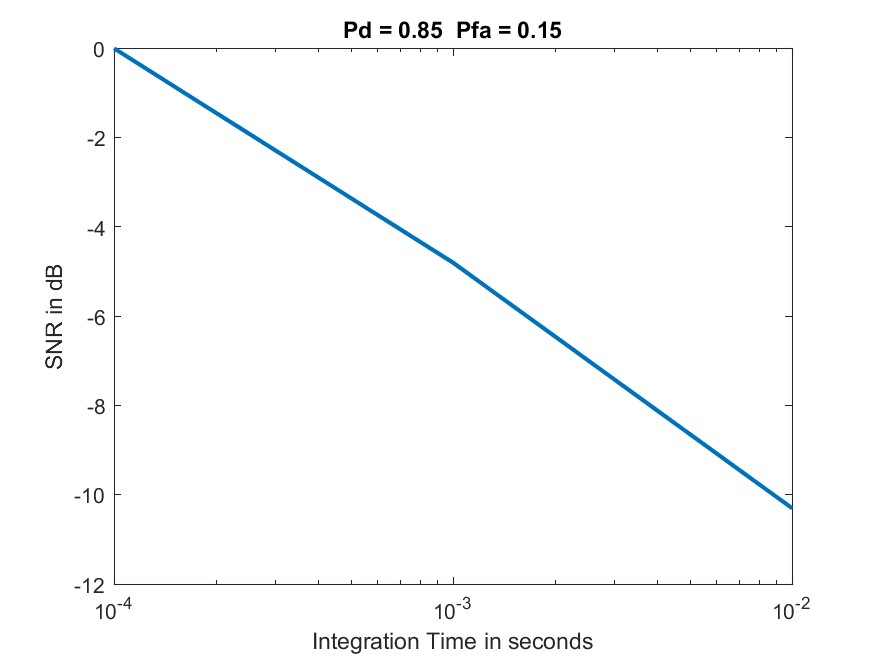 Pd = 0.85 Pfa = 0.15
0
-2
-4
-6
-8
-10
-12
SNR in dB
10^-4 10^-3 10^-2
Integration Time in seconds